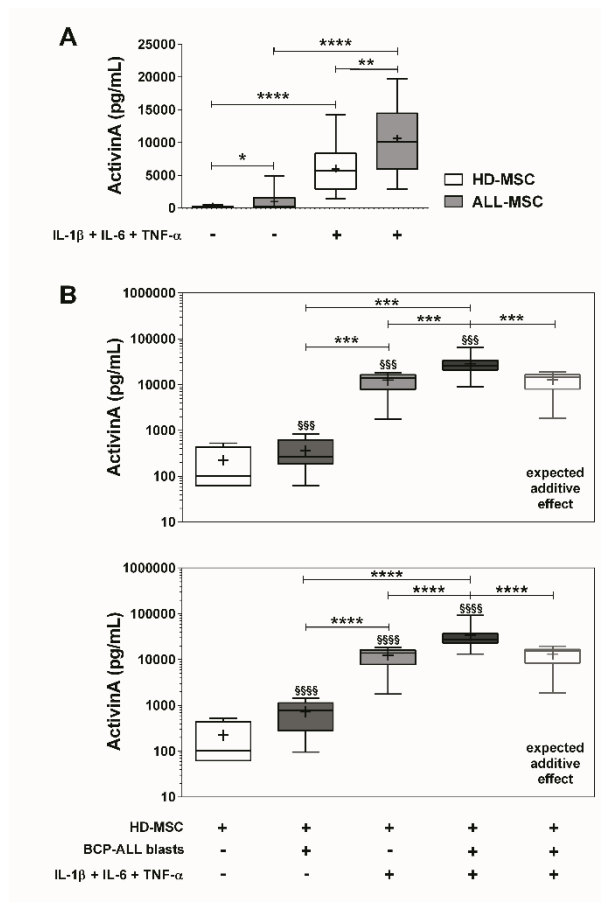 A
ActivinA (pg/mL)
25000
20000
15000
10000
5000
0
*
****
****
**
HD-MSC
ALL-MSC
IL-1β + IL-6 + TNF-α - - + +
B
ActivinA (pg/mL)
1000000
100000
10000
1000
100
10
***
*** *** ***
§§§ §§§ §§§
expected
additive
effect
ActivinA (pg/mL)
1000000
100000
10000
1000
100
10
****
**** **** ****
§§§§ §§§§ §§§§
expected
additive
effect
HD-MSC + + + + +
BCP-ALL blasts - + - + +
IL-1β + IL-6 + TNF-α - - + + +